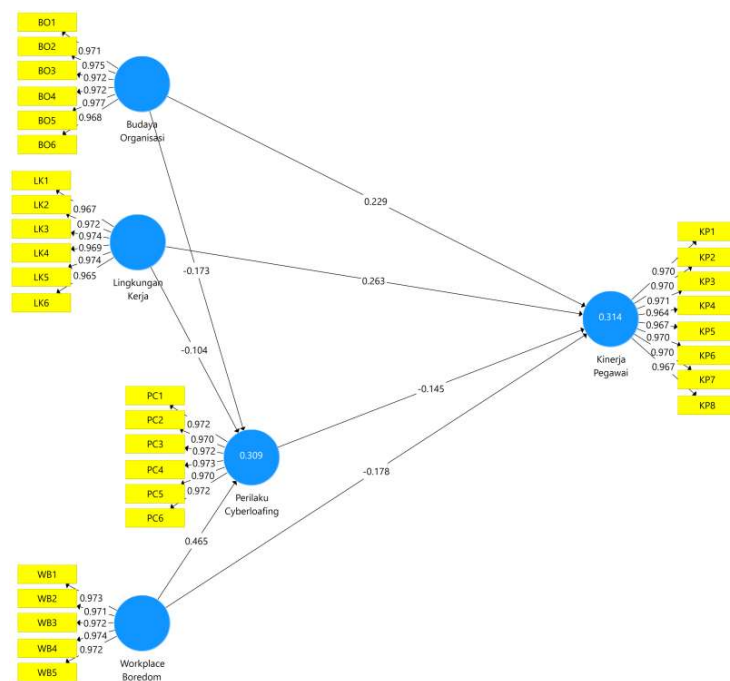 BO1
BO2
BO3
BO4
BO5
BO6
0.971
0.975
0.972
0.972
0.977
0.968
Budaya
Organisasi
LK1
LK2
LK3
LK4
LK5
LK6
0.967
0.972
0.974
0.969
0.974
0.965
Lingkungan
Kerja
0.229
-0.173
0.263
-0.104
KP1
KP2
KP3
KP4
KP5
KP6
KP7
KP8
0.970
0.970
0.971
0.964
0.967
0.970
0.970
0.967
0.314
Kinerja
Pegawai
PC1
PC2
PC3
PC4
PC5
PC6
0.972
0.970
0.972
0.973
0.970
0.972
0.309
Perilaku
Cyberloafing
-0.145
-0.178
0.465
WB1
WB2
WB3
WB4
WB5
0.973
0.971
0.972
0.974
0.972
Workplace
Boredom